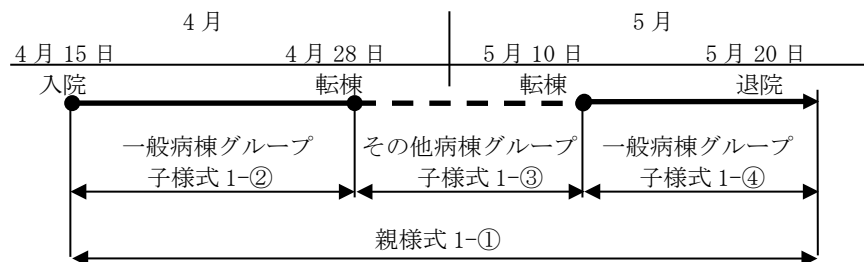 4月 5月
4月15日 4月28日 5月10日 5月20日
入院 転棟 転棟 退院
一般病棟グループ その他病棟グループ 一般病棟グループ
子様式1-② 子様式1-③ 子様式1-④
親様式1-①